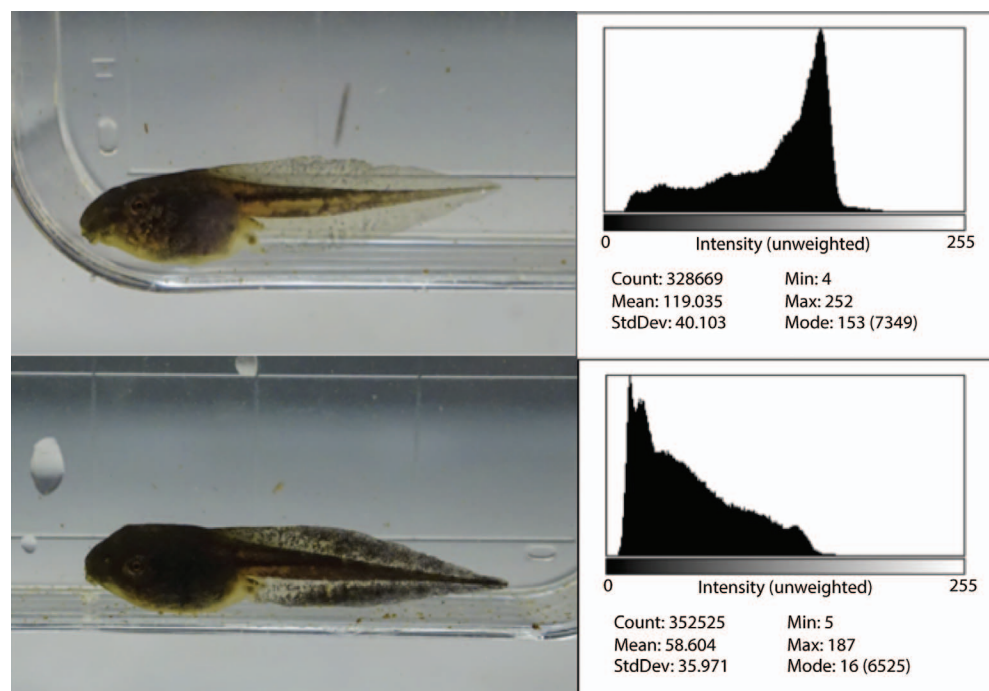 0
Intensity (unweighted)
255
Count: 328669
Min: 4
Mean: 119.035
Max: 252
StdDev: 40.103
Mode: 153 (7349)
0
Intensity (unweighted)
255
Count: 352525
Min: 5
Mean: 58.604
Max: 187
StdDev: 35.971
Mode: 16 (6525)